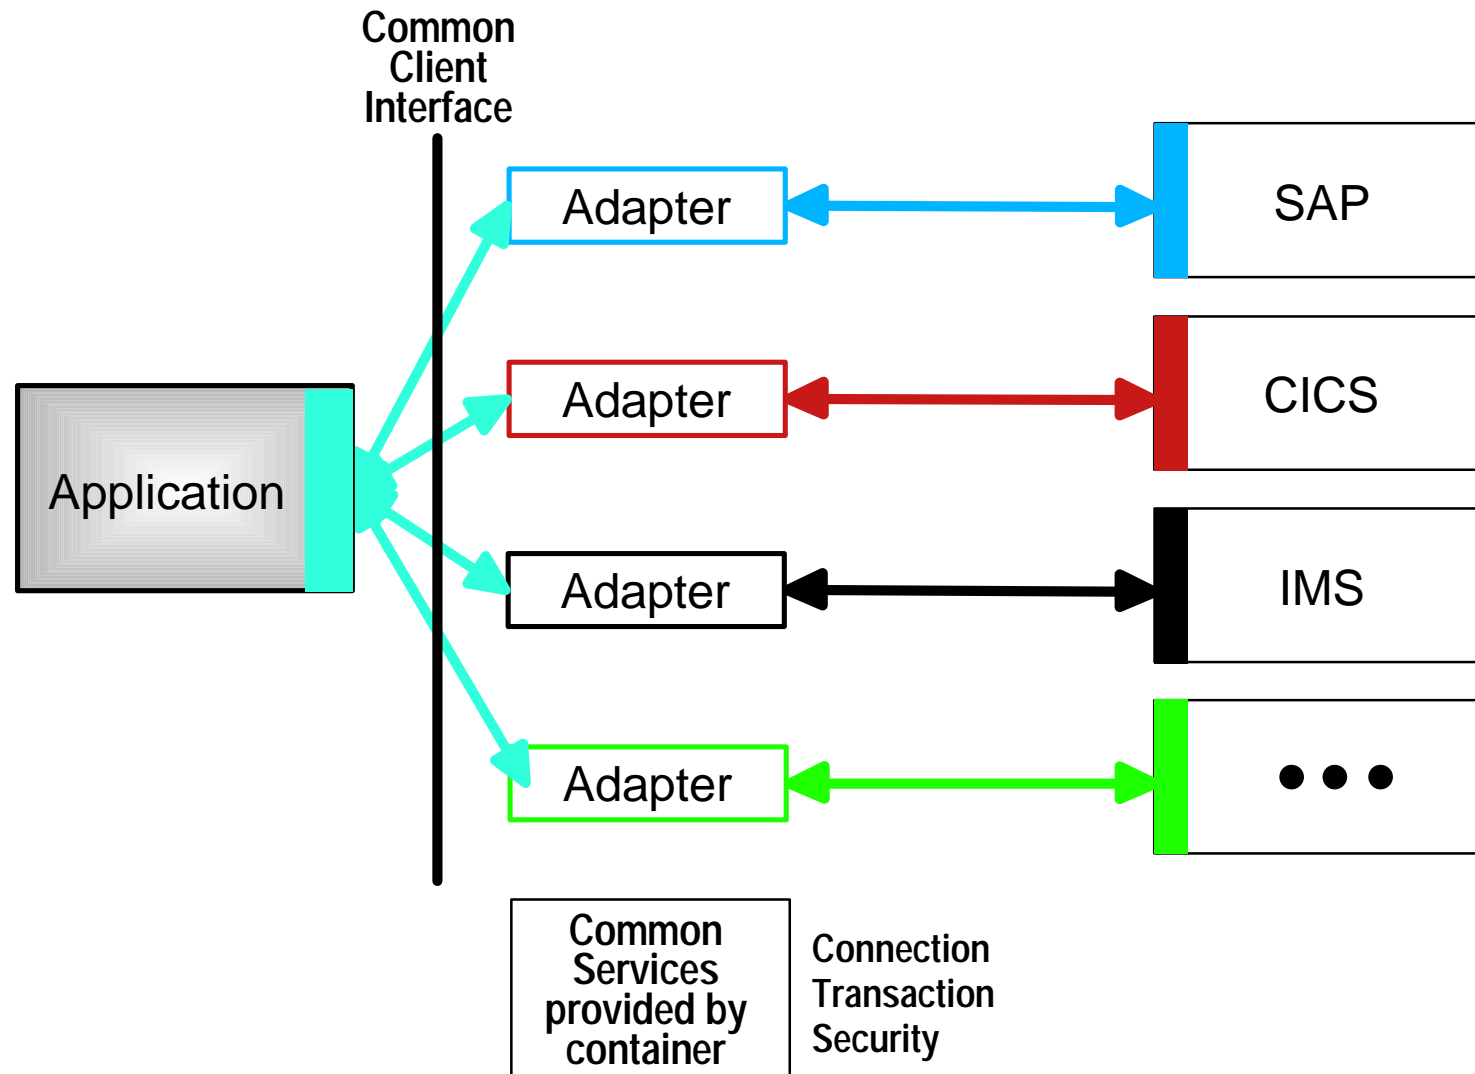 Common
Client
Interface
Adapter
SAP
Adapter
CICS
Application
Adapter
IMS
Adapter
•••
Common
Services
provided by
container
Connection
Transaction
Security